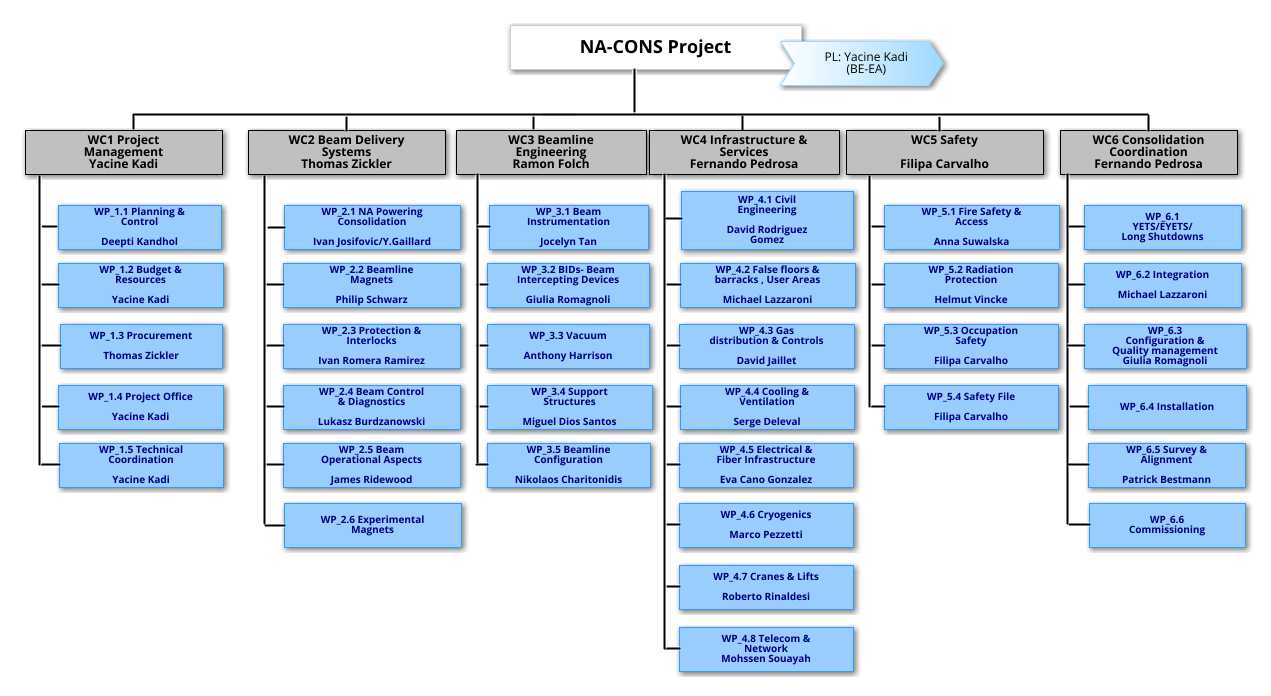 NA-CONS Project
PL: Yacine Kadi
(BE-EA)
WC1 Project
Management
Yacine Kadi
WP_1.1 Planning &
Control
Deepti Kandhol
WP_1.2 Budget &
Resources
Yacine Kadi
WP_1.3 Procurement
Thomas Zickler
WP_1.4 Project Office
Yacine Kadi
WP_1.5 Technical
Coordination
Yacine Kadi
WC2 Beam Delivery
Systems
Thomas Zickler
WP_2.1 NA Powering
Consolidation
Ivan Josifovic/Y.Gaillard
WP_2.2 Beamline
Magnets
Philip Schwarz
WP_2.3 Protection &
Interlocks
Ivan Romera Ramirez
WP_2.4 Beam Control
& Diagnostics
Lukasz Burdzanowski
WP_2.5 Beam
Operational Aspects
James Ridewood
WP_2.6 Experimental
Magnets
WC3 Beamline
Engineering
Ramon Folch
WP_3.1 Beam
Instrumentation
Jocelyn Tan
WP_3.2 BIDs- Beam
Intercepting Devices
Giulia Romagnoli
WP_3.3 Vacuum
Anthony Harrison
WP_3.4 Support
Structures
Miguel Dios Santos
WP_3.5 Beamline
Configuration
Nikolaos Charitonidis
WC4 Infrastructure &
Services
Fernando Pedrosa
WP_4.1 Civil
Engineering
David Rodriguez
Gomez
WP_4.2 False floors &
barracks , User Areas
Michael Lazzaroni
WP_4.3 Gas
distribution & Controls
David Jaillet
WP_4.4 Cooling &
Ventilation
Serge Deleval
WP_4.5 Electrical &
Fiber Infrastructure
Eva Cano Gonzalez
WP_4.6 Cryogenics
Marco Pezzetti
WP_4.7 Cranes & Lifts
Roberto Rinaldesi
WP_4.8 Telecom &
Network
Mohssen Souayah
WC5 Safety
Filipa Carvalho
WP_5.1 Fire Safety &
Access
Anna Suwalska
WP_5.2 Radiation
Protection
Helmut Vincke
WP_5.3 Occupation
Safety
Filipa Carvalho
WP_5.4 Safety File
Filipa Carvalho
WC6 Consolidation
Coordination
Fernando Pedrosa
WP_6.1
YETS/EYETS/
Long Shutdowns
WP_6.2 Integration
Michael Lazzaroni
WP_6.3
Configuration &
Quality management
Giulia Romagnoli
WP_6.4 Installation
WP_6.5 Survey &
Alignment
Patrick Bestmann
WP_6.6
Commissioning